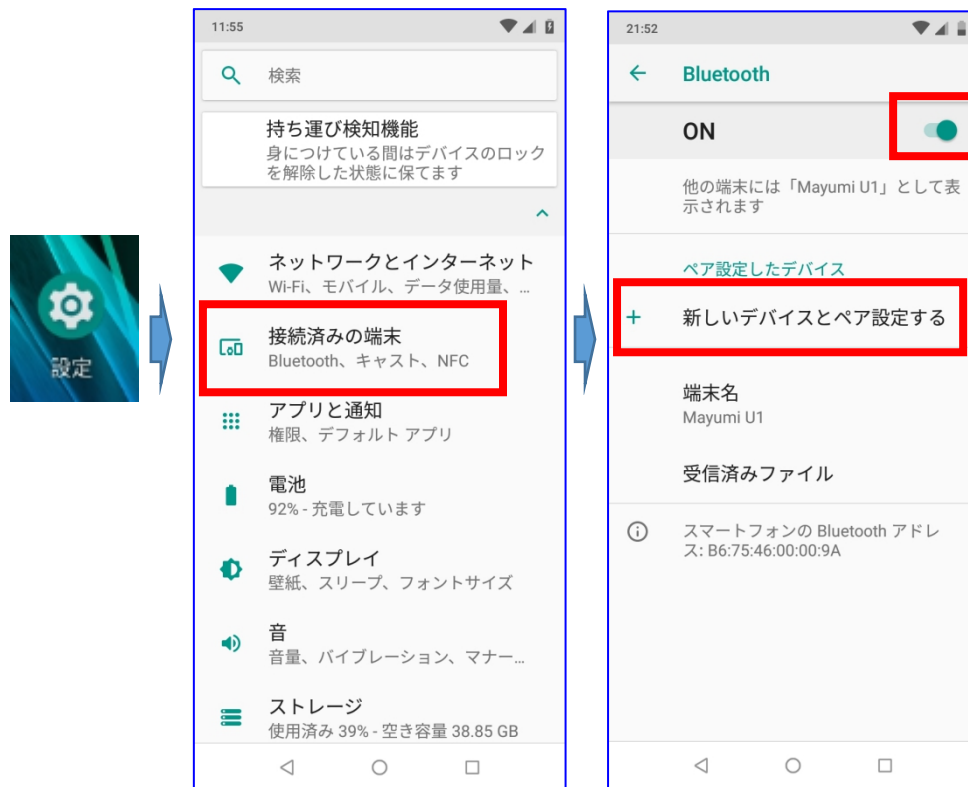 設定
11:55
検索
持ち運び検知機能
身につけている間はデバイスのロック
を解除した状態に保てます
ネットワークとインターネット
Wi-Fi、モバイル、データ使用量、...
接続済みの端末
Bluetooth、キャスト、NFC
アプリと通知
権限、デフォルト アプリ
電池
92% - 充電しています
ディスプレイ
壁紙、スリープ、フォントサイズ
音
音量、バイブレーション、マナー...
ストレージ
使用済み 39% - 空き容量 38.85 GB
21:52
Bluetooth
ON
他の端末には「Mayumi U1」として表
示されます
ペア設定したデバイス
+ 新しいデバイスとペア設定する
端末名
Mayumi U1
受信済みファイル
スマートフォンの Bluetooth アドレ
ス: B6:75:46:00:00:9A